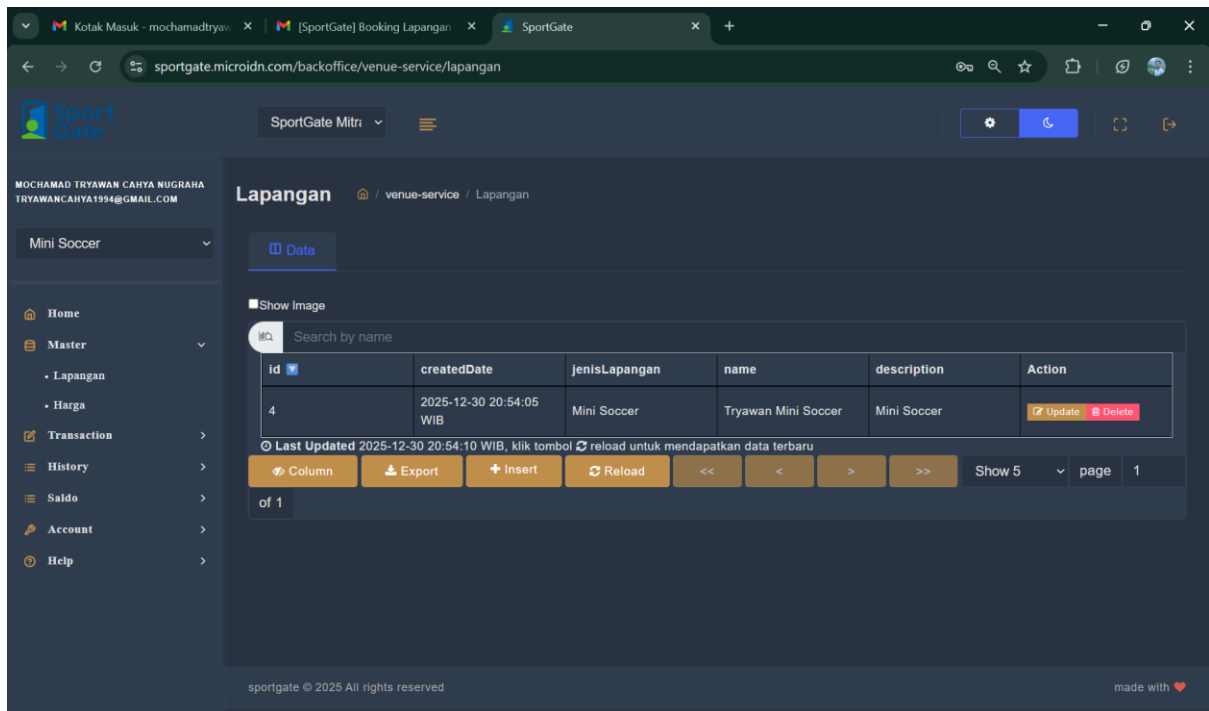 Kotak Masuk - mochamadtryaw
[SportGate] Booking Lapangan
SportGate
sportgate.microidn.com/backoffice/venue-service/lapangan
Sport
Gate
SportGate Mitra
MOCHAMAD TRYAWAN CAHYA NUGRAHA
TRYAWANCAHYA1994@GMAIL.COM
Mini Soccer
Home
Master
• Lapangan
• Harga
Transaction
History
Saldo
Account
Help
Lapangan / venue-service / Lapangan
Data
Show Image
Search by name
id createdDate jenisLapangan name description Action
4 2025-12-30 20:54:05 WIB Mini Soccer Tryawan Mini Soccer Mini Soccer Update Delete
Last Updated 2025-12-30 20:54:10 WIB, klik tombol reload untuk mendapatkan data terbaru
Column Export + Insert Reload << < > >> Show 5 page 1
of 1
sportgate © 2025 All rights reserved
made with